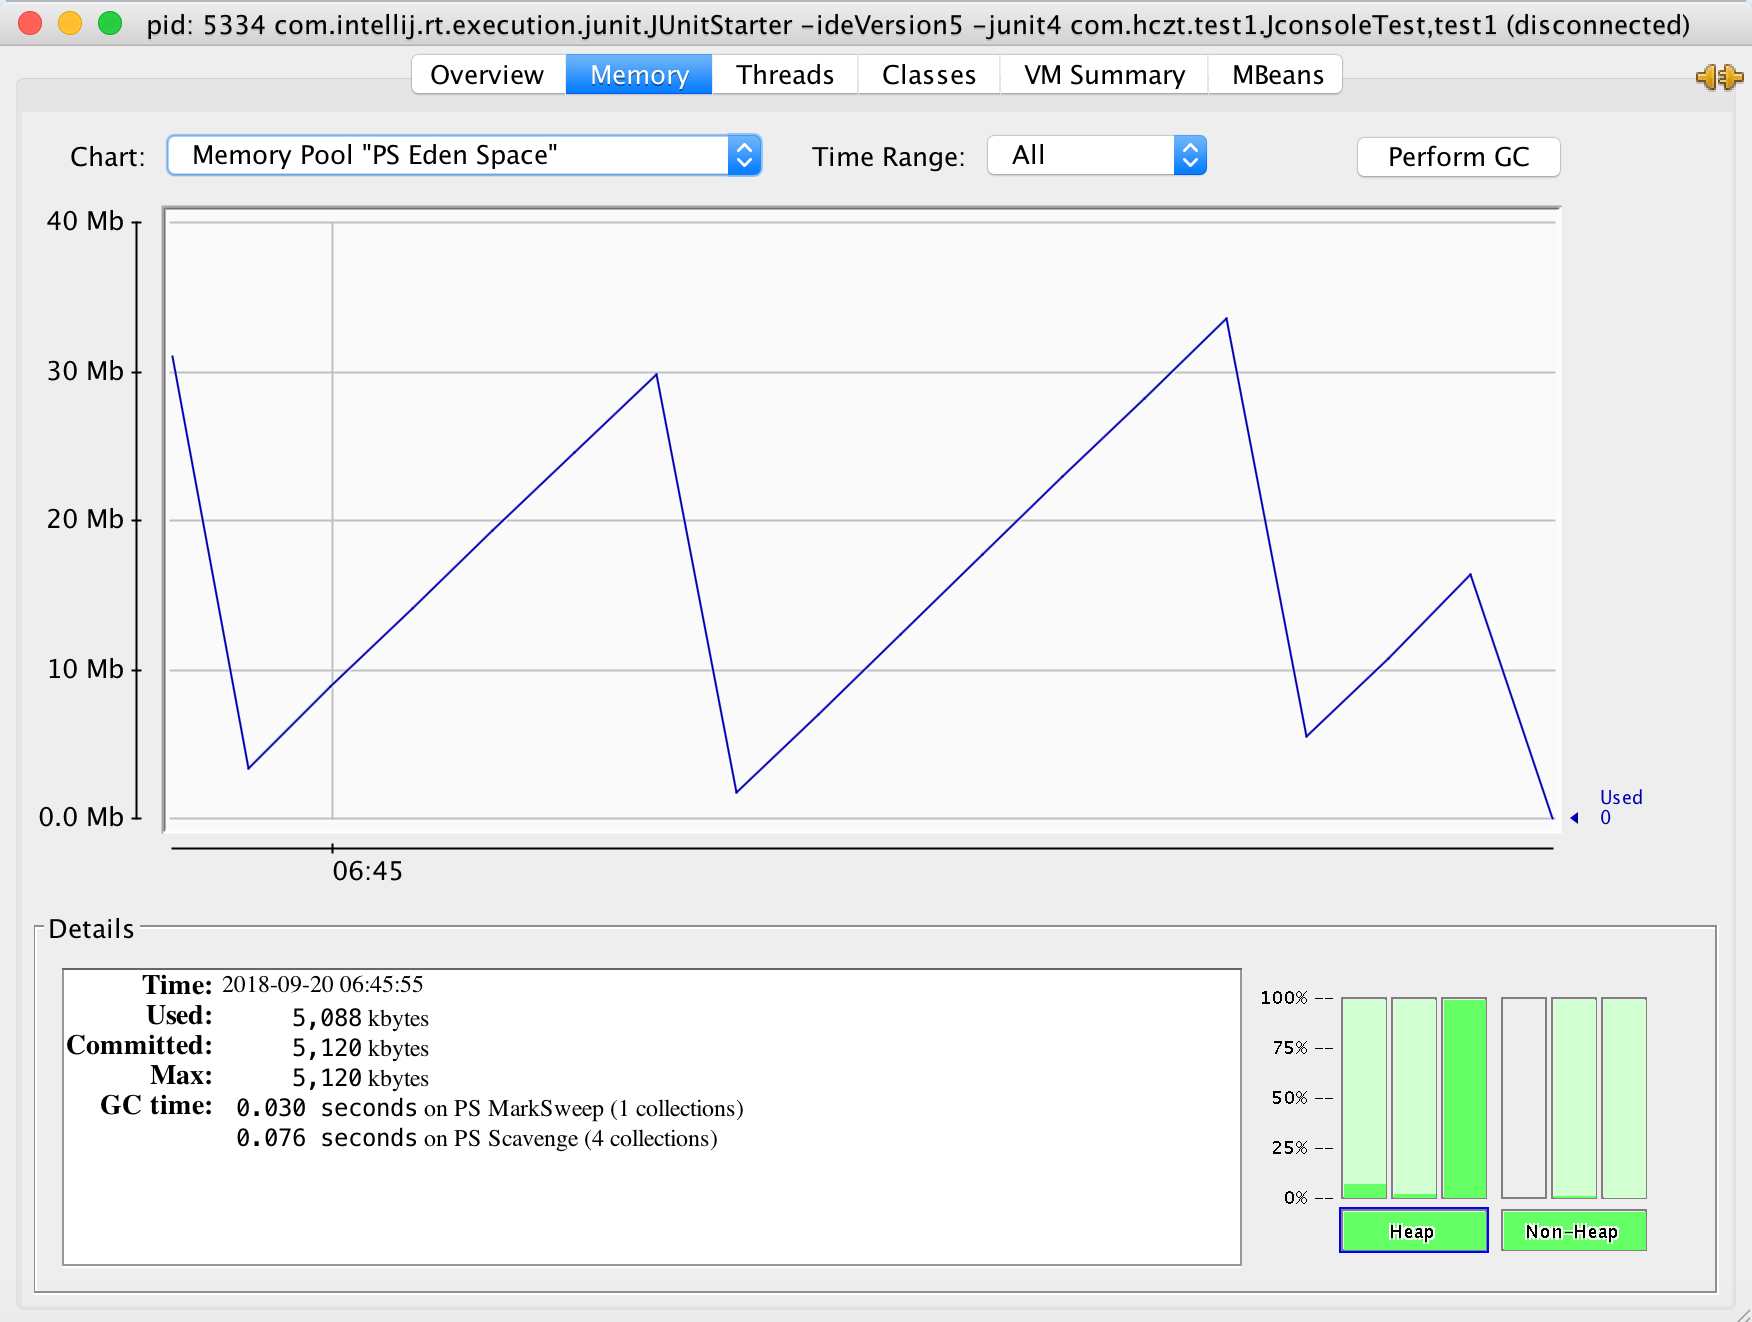 pid: 5334 com.intellij.rt.execution.junit.JUnitStarter -ideVersion5 -junit4 com.hczt.test1.JconsoleTest,test1 (disconnected)
Overview Memory Threads Classes VM Summary MBeans
Chart: Memory Pool "PS Eden Space" Time Range: All Perform GC
40 Mb
30 Mb
20 Mb
10 Mb
0.0 Mb
Used
0
06:45
Details
Time: 2018-09-20 06:45:55
Used: 5,088 kbytes
Committed: 5,120 kbytes
Max: 5,120 kbytes
GC time: 0.030 seconds on PS MarkSweep (1 collections)
0.076 seconds on PS Scavenge (4 collections)
100% --
75% --
50% --
25% --
0% --
Heap Non-Heap